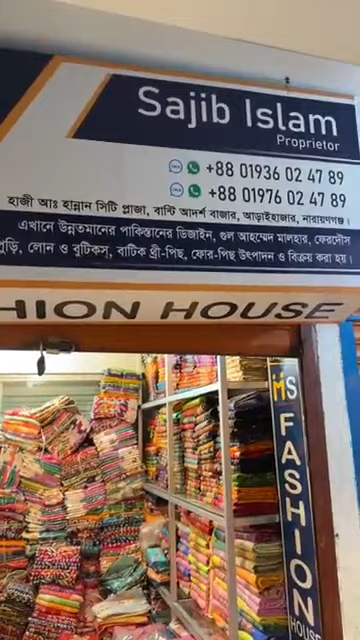 Sajib Islam
Proprietor
+88 01936 02 47 89
+88 01976 02 47 89
হাজী আঃ হান্নান সিটি প্লাজা, বান্টি আদর্শ বাজার, আড়াইহাজার, নারায়ণগঞ্জ।
এখানে উন্নতমানের পাকিস্তানের ডিজাইন, গুল আহম্মেদ মালহার, ফেরদৌস
লোন ও বুটিকস্, বাটিক থ্রী-পিছ, ফোর-পিছ উৎপাদন ও বিক্রয় করা হয়।
HION HOUSE
MS FASHION HOUSE